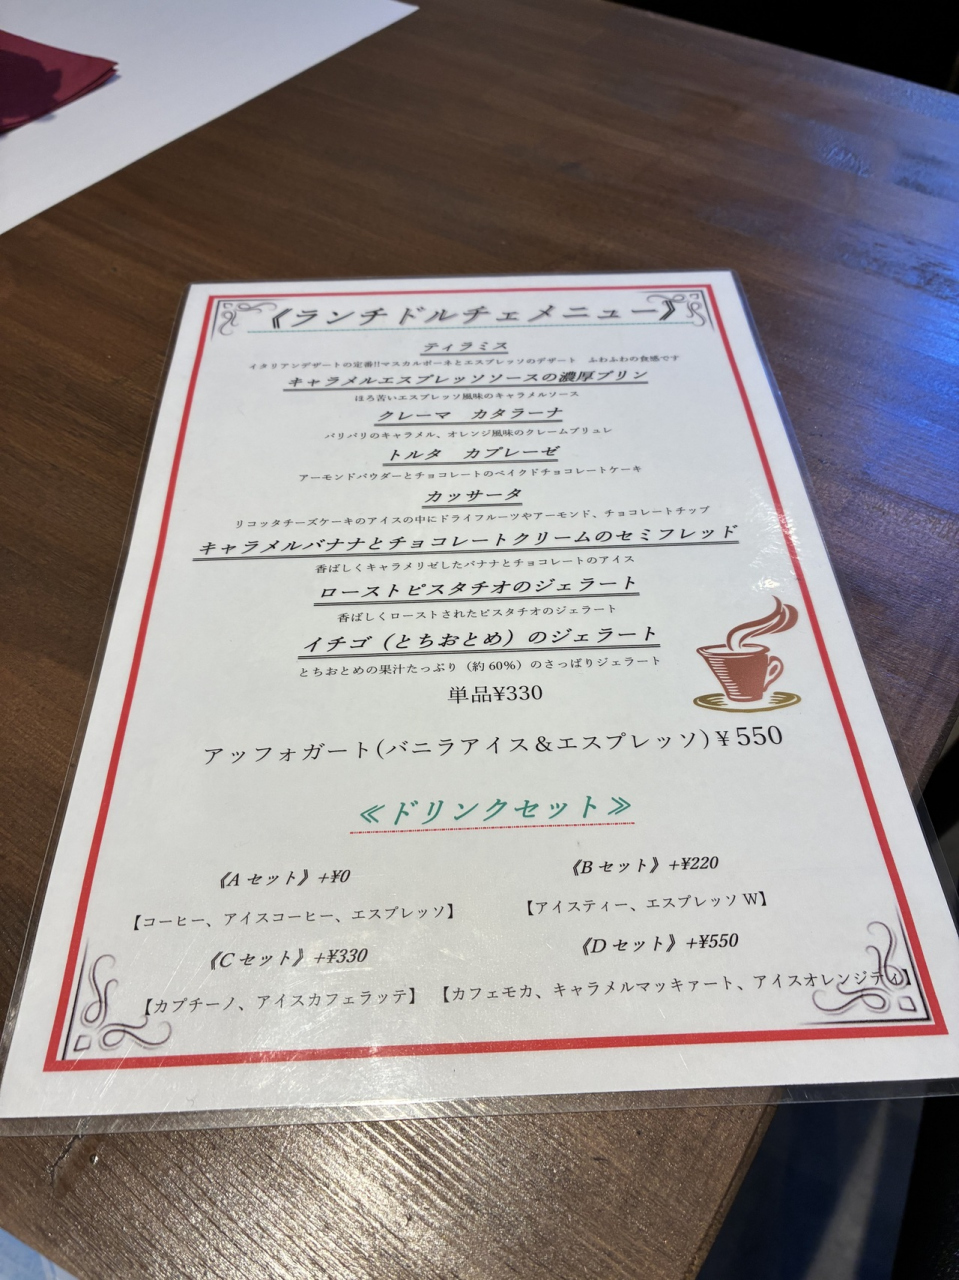 《ランチドルチェメニュー》
ティラミス
イタリアンデザートの定番!!マスカルポーネとエスプレッソのデザート　ふわふわの食感です
キャラメルエスプレッソソースの濃厚プリン
ほろ苦いエスプレッソ風味のキャラメルソース
クレーマ　カタラーナ
パリパリのキャラメル、オレンジ風味のクレームブリュレ
トルタ　カプレーゼ
アーモンドパウダーとチョコレートのベイクドチョコレートケーキ
カッサータ
リコッタチーズケーキのアイスの中にドライフルーツやアーモンド、チョコレートチップ
キャラメルバナナとチョコレートクリームのセミフレッド
香ばしくキャラメリゼしたバナナとチョコレートのアイス
ローストピスタチオのジェラート
香ばしくローストされたピスタチオのジェラート
イチゴ（とちおとめ）のジェラート
とちおとめの果汁たっぷり（約60%）のさっぱりジェラート
単品¥330
アッフォガート(バニラアイス＆エスプレッソ)￥550
≪ドリンクセット≫
《Aセット》+¥0
《Bセット》+¥220
【コーヒー、アイスコーヒー、エスプレッソ】
【アイスティー、エスプレッソW】
《Cセット》+¥330
《Dセット》+¥550
【カプチーノ、アイスカフェラッテ】
【カフェモカ、キャラメルマッキァート、アイスオレンジティ】